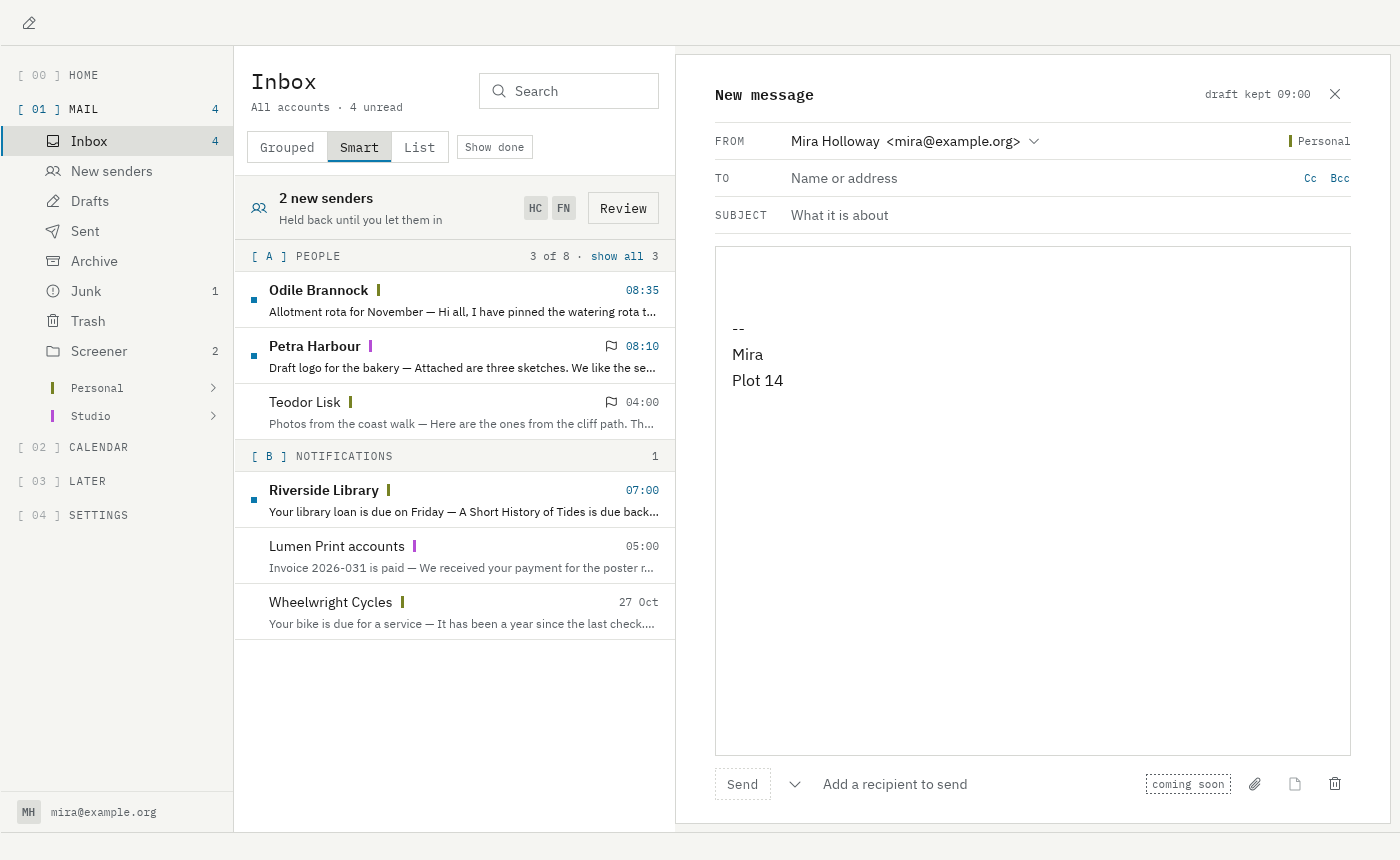 [ 00 ] HOME
[ 01 ] MAIL 4
Inbox 4
New senders
Drafts
Sent
Archive
Junk 1
Trash
Screener 2
Personal
Studio
[ 02 ] CALENDAR
[ 03 ] LATER
[ 04 ] SETTINGS
MH mira@example.org
Inbox
All accounts · 4 unread
Search
Grouped Smart List Show done
2 new senders
Held back until you let them in
HC FN Review
[ A ] PEOPLE 3 of 8 · show all 3
Odile Brannock 08:35
Allotment rota for November — Hi all, I have pinned the watering rota t…
Petra Harbour 08:10
Draft logo for the bakery — Attached are three sketches. We like the se…
Teodor Lisk 04:00
Photos from the coast walk — Here are the ones from the cliff path. Th…
[ B ] NOTIFICATIONS 1
Riverside Library 07:00
Your library loan is due on Friday — A Short History of Tides is due back…
Lumen Print accounts 05:00
Invoice 2026-031 is paid — We received your payment for the poster r…
Wheelwright Cycles 27 Oct
Your bike is due for a service — It has been a year since the last check.…
New message draft kept 09:00
FROM Mira Holloway <mira@example.org> Personal
TO Name or address Cc Bcc
SUBJECT What it is about
--
Mira
Plot 14
Send Add a recipient to send coming soon